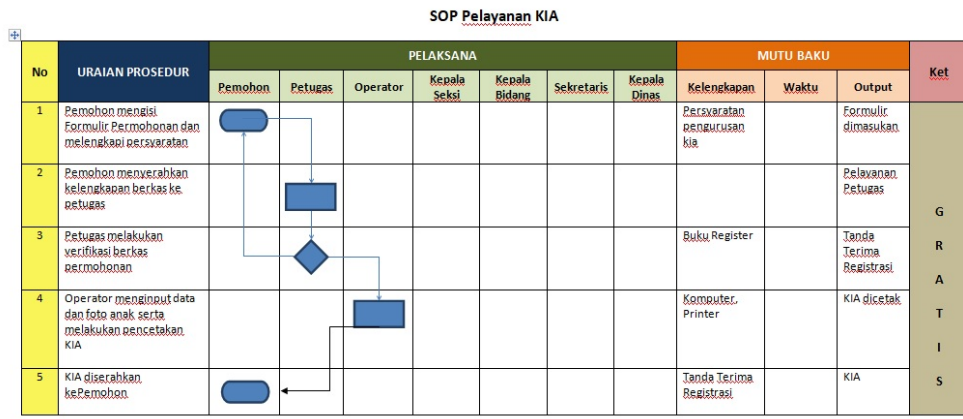 SOP Pelayanan KIA
No
URAIAN PROSEDUR
PELAKSANA
MUTU BAKU
Ket
Pemohon
Petugas
Operator
Kepala
Seksi
Kepala
Bidang
Sekretaris
Kepala
Dinas
Kelengkapan
Waktu
Output
1
Pemohon mengisi
Formulir Permohonan dan
melengkapi persyaratan
Persyaratan
pengurusan
kia
Formulir
dimasukan
2
Pemohon menyerahkan
kelengkapan berkas ke
petugas
Pelayanan
Petugas
3
Petugas melakukan
verifikasi berkas
permohonan
Buku Register
Tanda
Terima
Registrasi
4
Operator menginput data
dan foto anak serta
melakukan pencetakan
KIA
Komputer,
Printer
KIA dicetak
5
KIA diserahkan
kePemohon
Tanda Terima
Registrasi
KIA
G
R
A
T
I
S